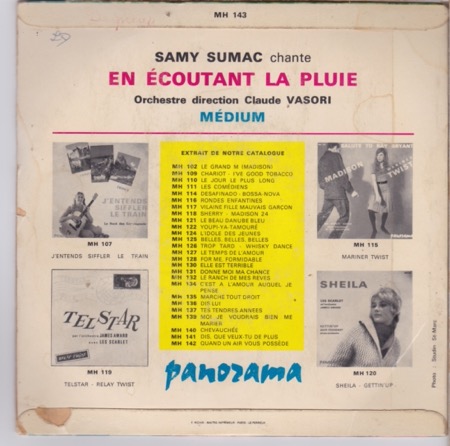 MH 143
SAMY SUMAC chante
EN ÉCOUTANT LA PLUIE
Orchestre direction Claude VASORI
MÉDIUM
J'ENTENDS
SIFFLER
LE TRAIN
MH 107
J'ENTENDS SIFFLER LE TRAIN
TELSTAR
JAMES AWARD
LEO SCARLET
MH 119
TELSTAR - RELAY TWIST
EXTRAIT DE NOTRE CATALOGUE
MH 102 LE GRAND M (MADISON)
MH 109 CHARIOT - I'VE GOOD TOBACCO
MH 110 LE JOUR LE PLUS LONG
MH 111 LES COMÉDIENS
MH 114 DESAFINADO - BOSSA-NOVA
MH 116 RONDES ENFANTINES
MH 117 VILAINE FILLE MAUVAIS GARÇON
MH 118 SHERRY - MADISON 24
MH 121 LE BEAU DANUBE BLEU
MH 122 YOUPI-YA-TAMOURÉ
MH 124 L'IDOLE DES JEUNES
MH 125 BELLES, BELLES, BELLES
MH 126 TROP TARD - WHISKY DANCE
MH 127 LE TEMPS DE L'AMOUR
MH 128 FOR ME, FORMIDABLE
MH 130 ELLE EST TERRIBLE
MH 131 DONNE MOI MA CHANCE
MH 132 LE RANCH DE MES REVES
MH 134 C'EST A L'AMOUR AUQUEL JE
PENSE
MH 135 MARCHE TOUT DROIT
MH 136 DIS LUI
MH 137 TES TENDRES ANNÉES
MH 139 MOI JE VOUDRAIS BIEN ME
MARIER
MH 140 CHEVAUCHÉE
MH 141 DIS, QUE VEUX-TU DE PLUS
MH 142 QUAND UN AIR VOUS POSSÈDE
MADISON
TWIST
MH 115
MARINER TWIST
SHEILA
MH 120
SHEILA - GETTIN'UP
panorama